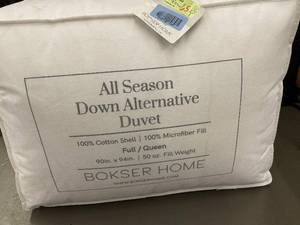 All Season
Down Alternative
Duvet
100% Cotton Shell | 100% Microfiber Fill
Full / Queen
90in. x 94in. | 50 oz. Fill Weight
BOKSER HOME